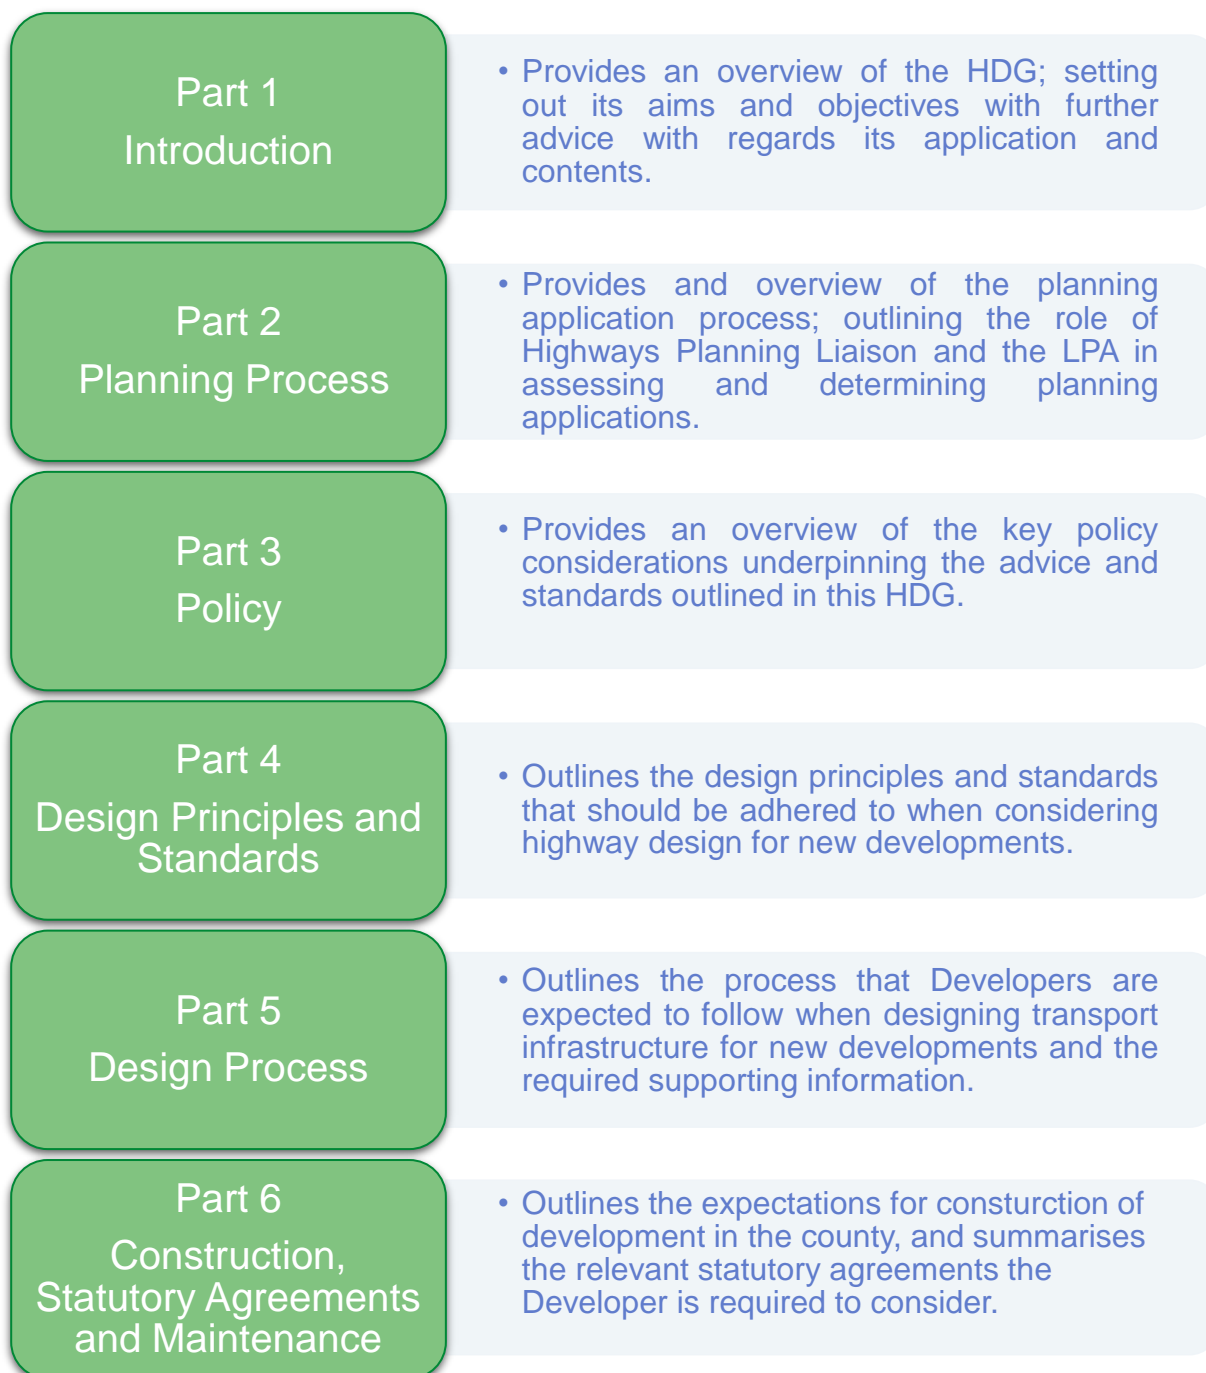 Part 1
Introduction
• Provides an overview of the HDG; setting
out its aims and objectives with further
advice with regards its application and
contents.
Part 2
Planning Process
• Provides and overview of the planning
application process; outlining the role of
Highways Planning Liaison and the LPA in
assessing and determining planning
applications.
Part 3
Policy
• Provides an overview of the key policy
considerations underpinning the advice and
standards outlined in this HDG.
Part 4
Design Principles and
Standards
• Outlines the design principles and standards
that should be adhered to when considering
highway design for new developments.
Part 5
Design Process
• Outlines the process that Developers are
expected to follow when designing transport
infrastructure for new developments and the
required supporting information.
Part 6
Construction,
Statutory Agreements
and Maintenance
• Outlines the expectations for consturction of
development in the county, and summarises
the relevant statutory agreements the
Developer is required to consider.